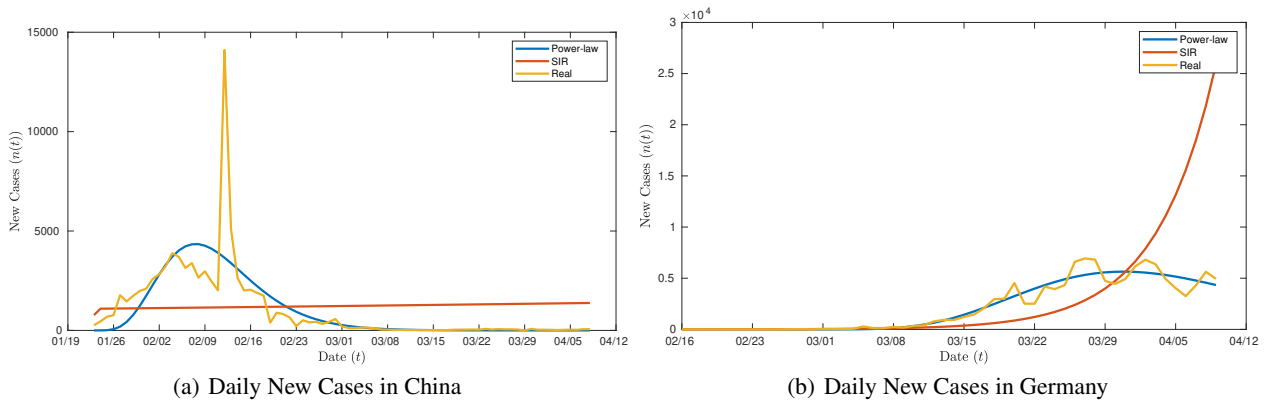 15000
10000
5000
0
01/19 01/26 02/02 02/09 02/16 02/23 03/01 03/08 03/15 03/22 03/29 04/05 04/12
New Cases (n(t))
Date (t)
Power-law
SIR
Real
(a) Daily New Cases in China
×10⁴
3
2.5
2
1.5
1
0.5
0
02/16 02/23 03/01 03/08 03/15 03/22 03/29 04/05 04/12
New Cases (n(t))
Date (t)
Power-law
SIR
Real
(b) Daily New Cases in Germany